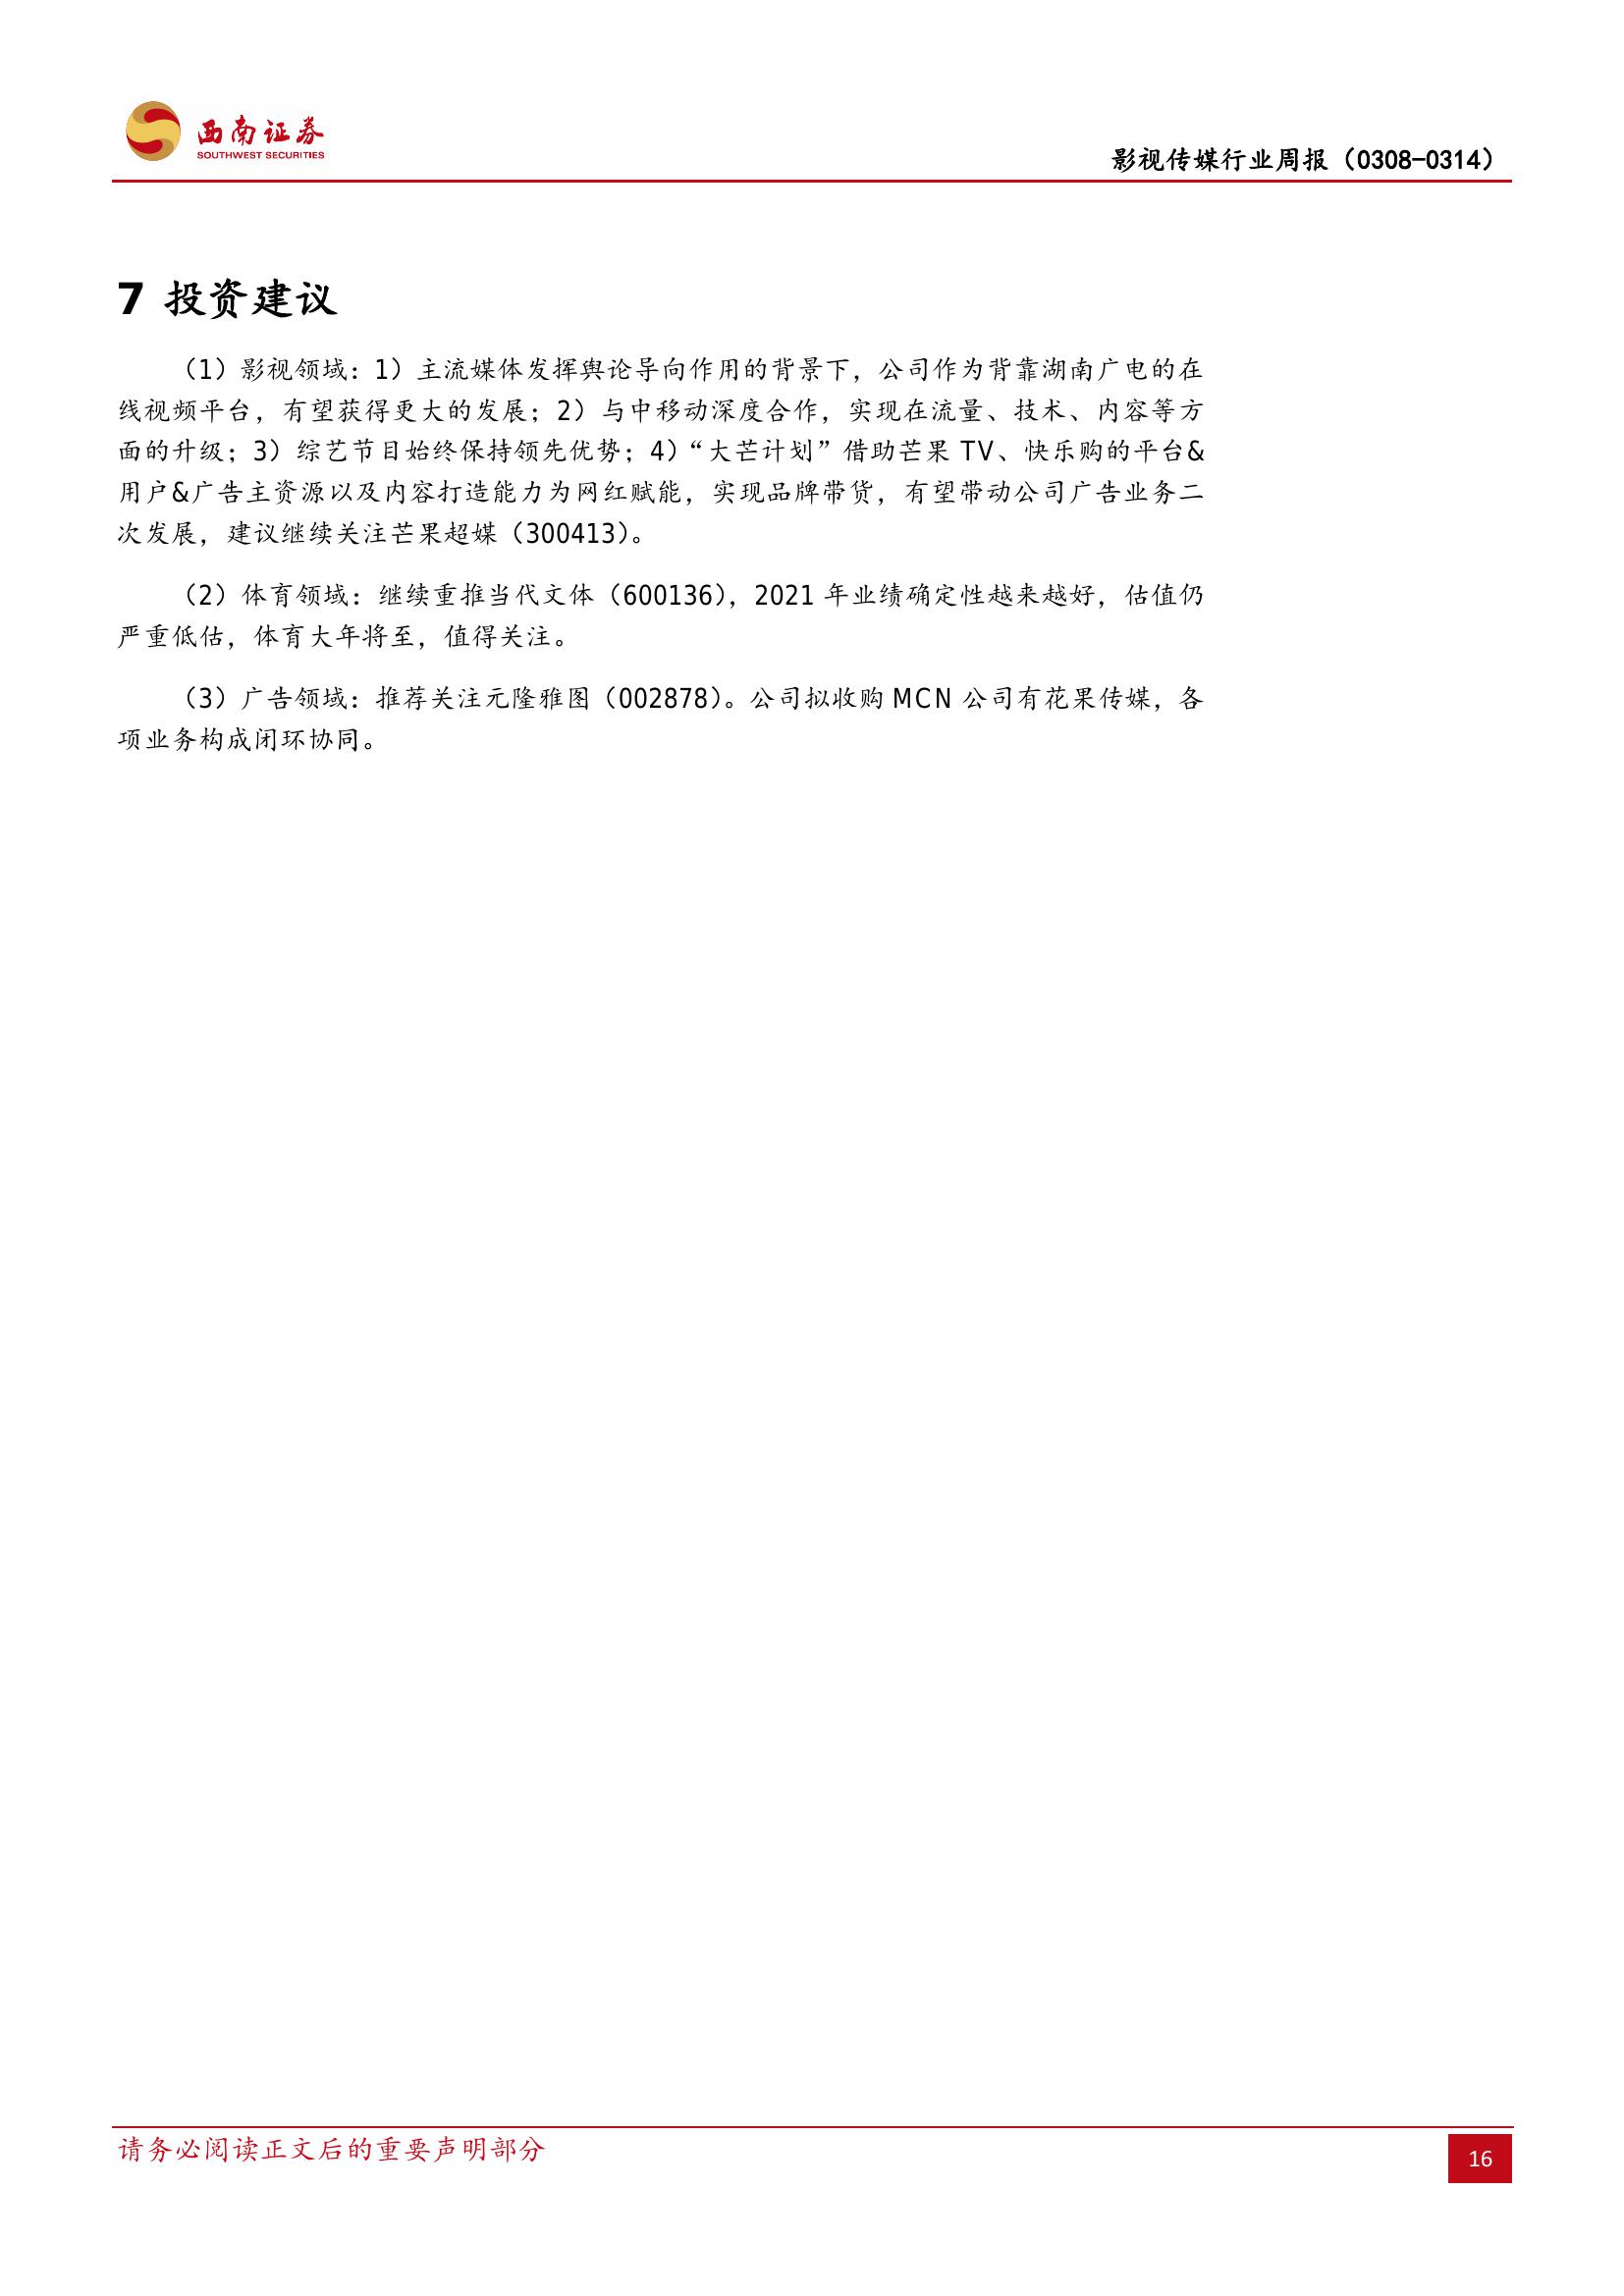 西南证券
SOUTHWEST SECURITIES
影视传媒行业周报（0308-0314）
7 投资建议
（1）影视领域：1）主流媒体发挥舆论导向作用的背景下，公司作为背靠湖南广电的在
线视频平台，有望获得更大的发展；2）与中移动深度合作，实现在流量、技术、内容等方
面的升级；3）综艺节目始终保持领先优势；4）“大芒计划”借助芒果 TV、快乐购的平台&
用户&广告主资源以及内容打造能力为网红赋能，实现品牌带货，有望带动公司广告业务二
次发展，建议继续关注芒果超媒（300413）。
（2）体育领域：继续重推当代文体（600136），2021 年业绩确定性越来越好，估值仍
严重低估，体育大年将至，值得关注。
（3）广告领域：推荐关注元隆雅图（002878）。公司拟收购 MCN 公司有花果传媒，各
项业务构成闭环协同。
请务必阅读正文后的重要声明部分
16